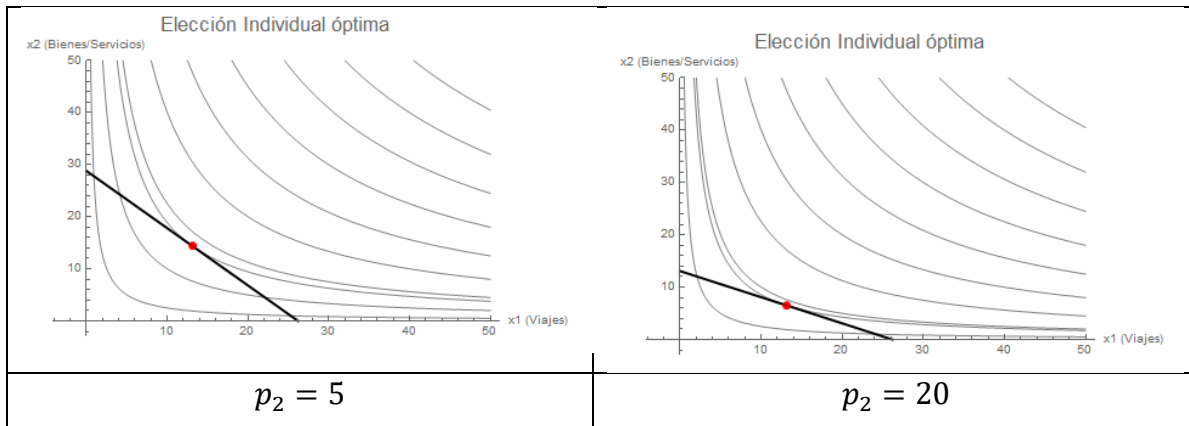 Elección Individual óptima
x2 (Bienes/Servicios)
50
40
30
20
10
10
20
30
40
50
x1 (Viajes)
p₂ = 5
Elección Individual óptima
x2 (Bienes/Servicios)
50
40
30
20
10
10
20
30
40
50
x1 (Viajes)
p₂ = 20